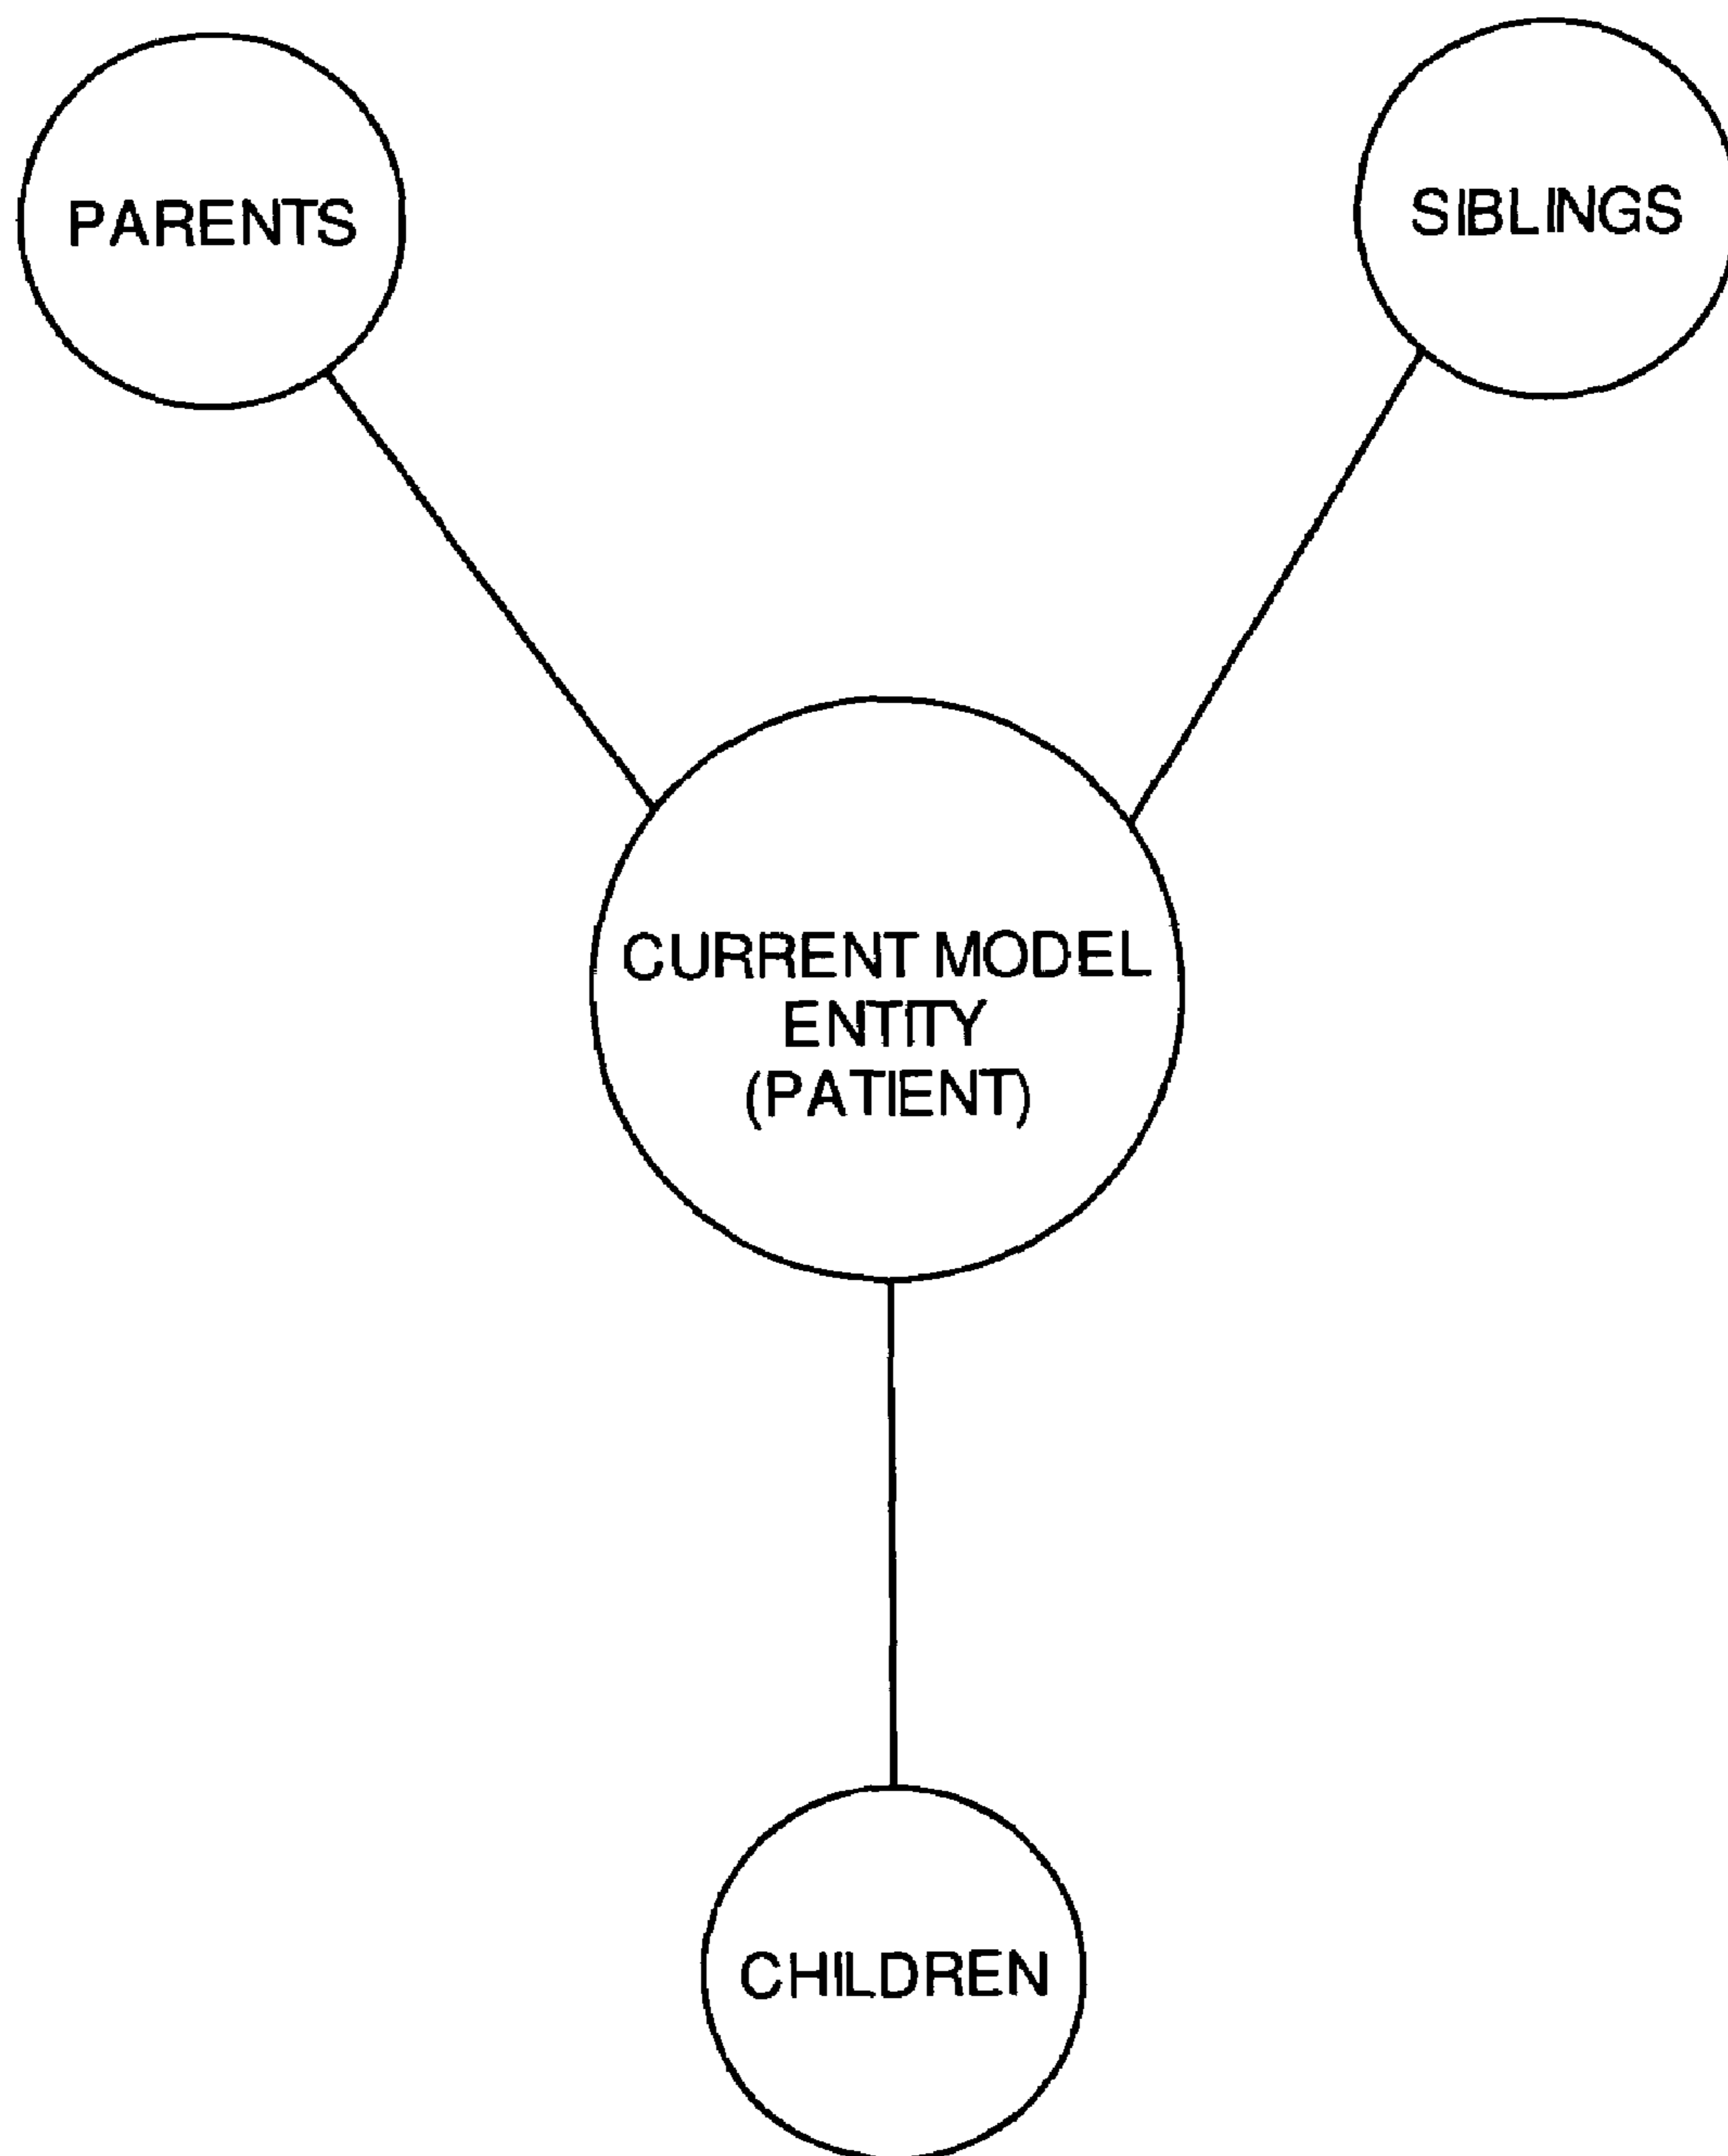 PARENTS
SIBLINGS
CURRENT MODEL
ENTITY
(PATIENT)
CHILDREN